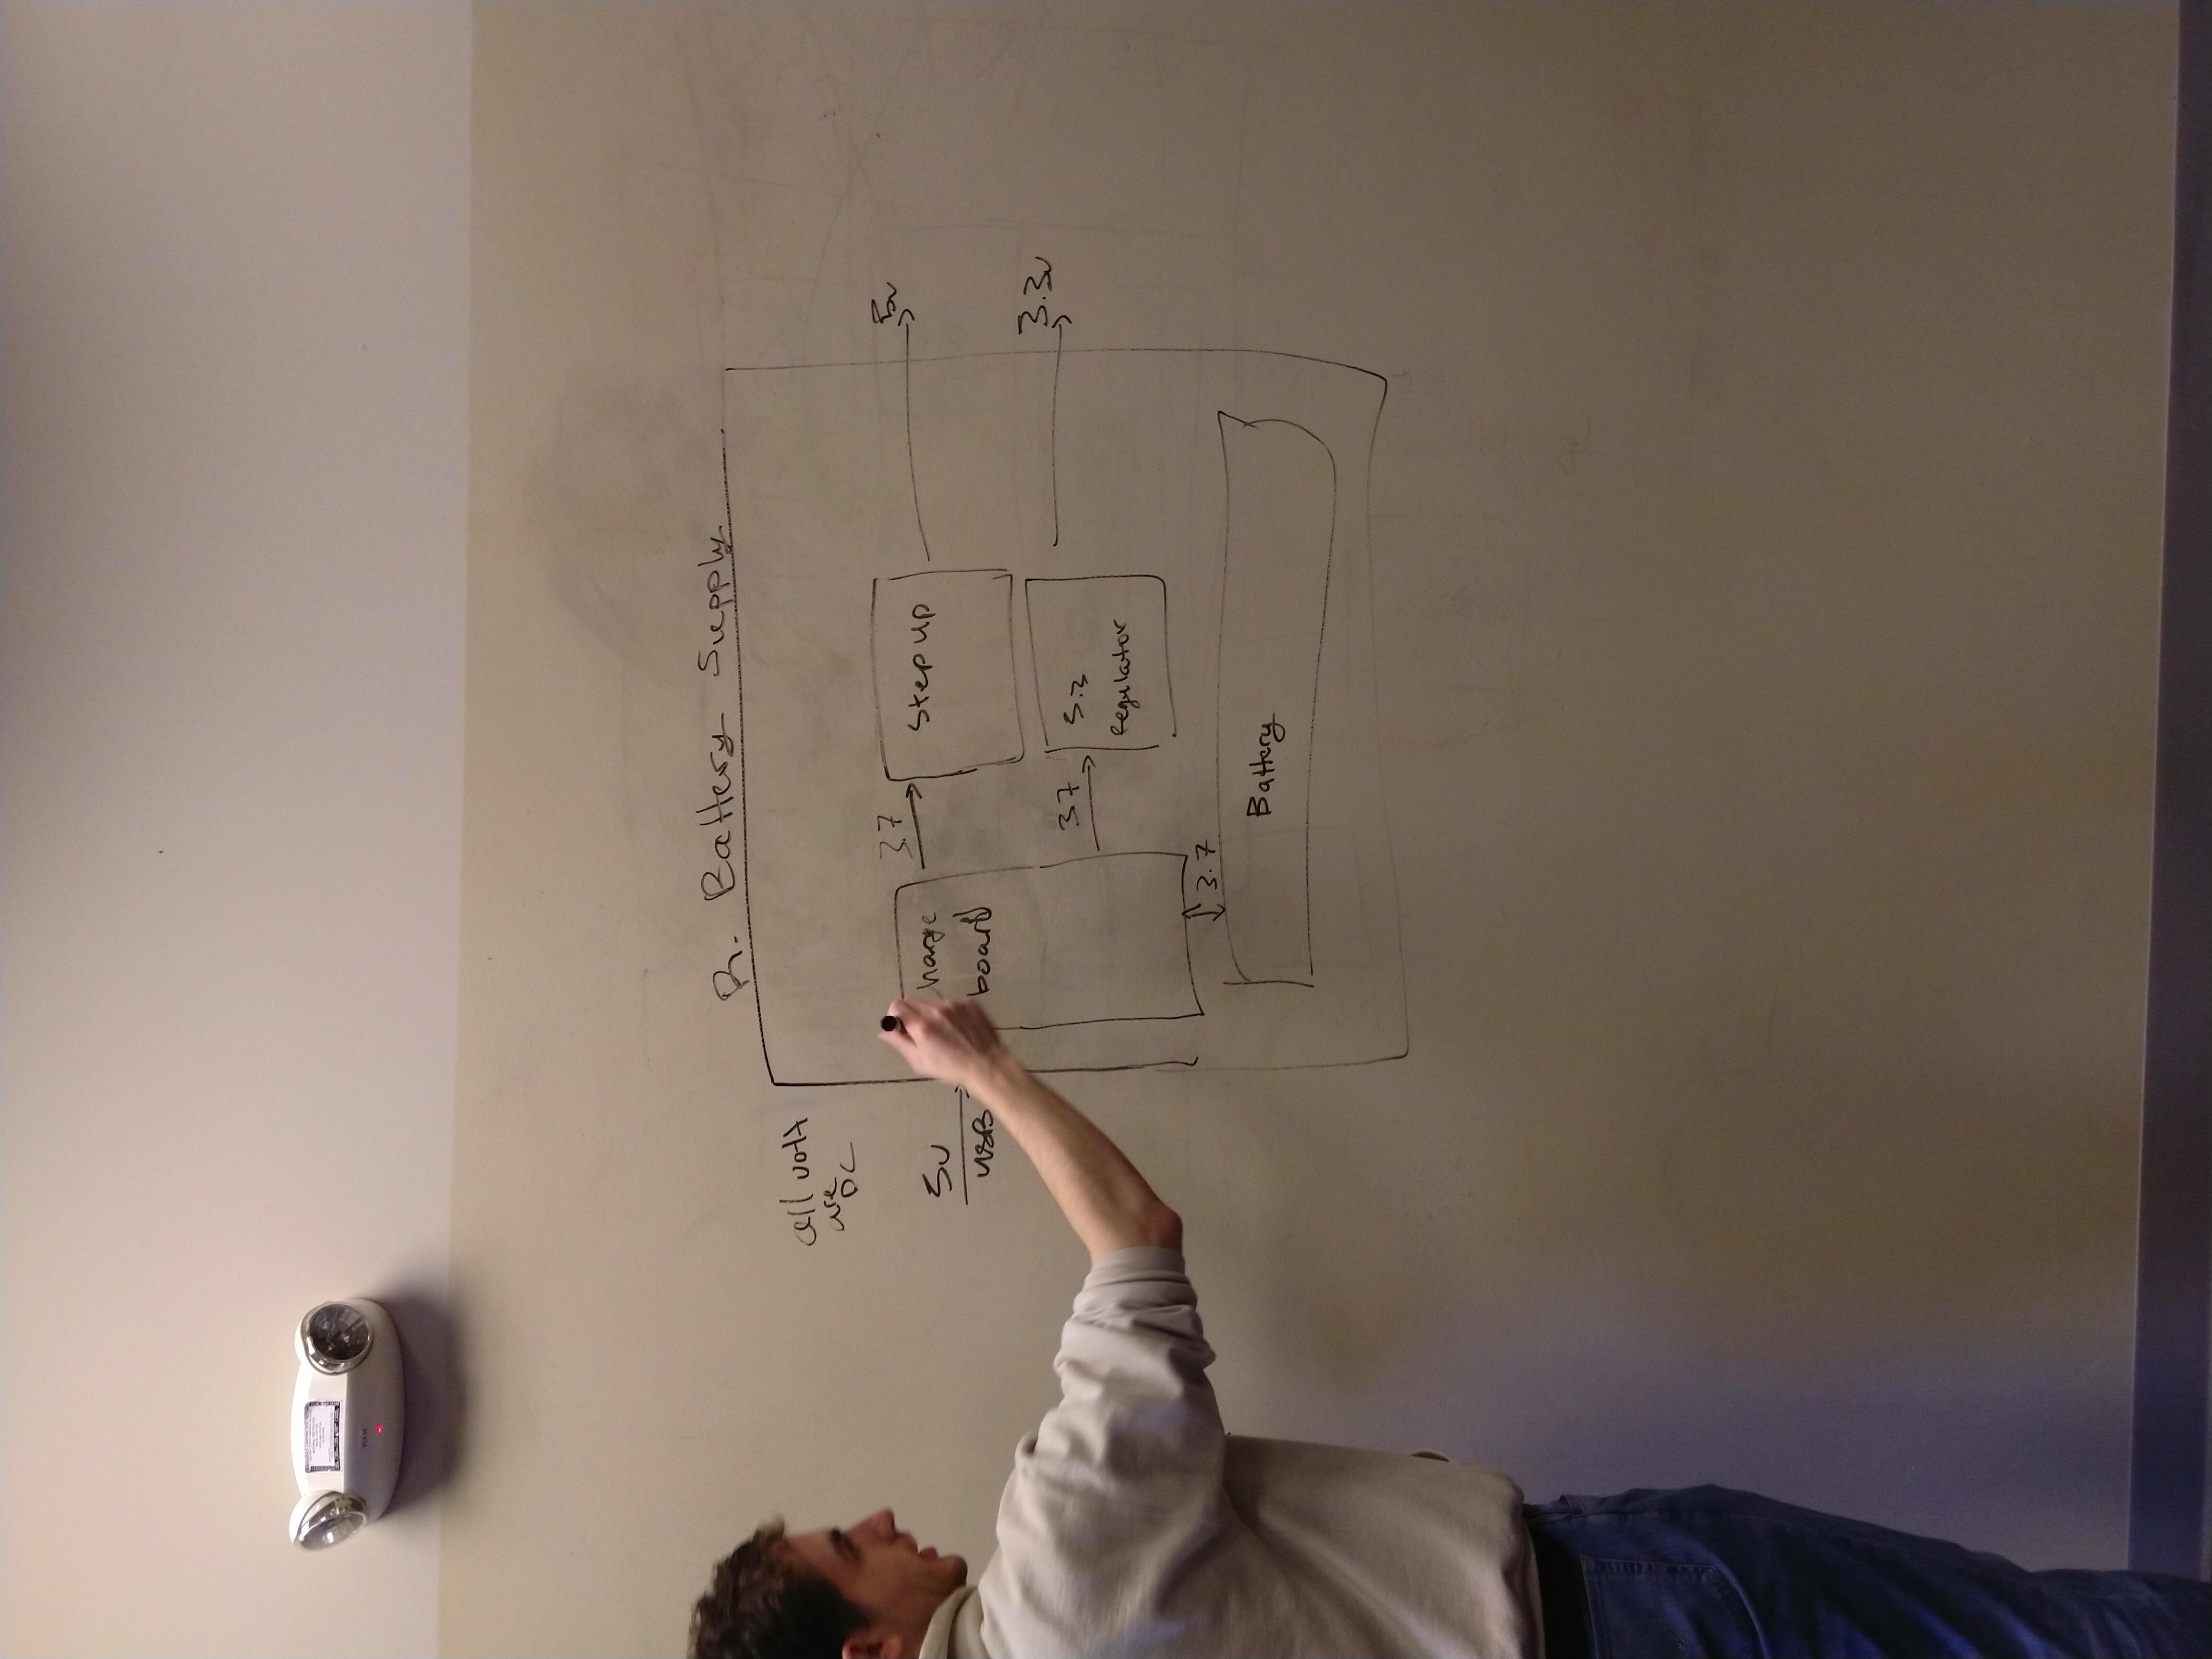 R. Battery Supply
all volt
are
DC
5v
USB
harge
board
3.7
Step up
5v
3.7
3.3
Regulator
3.3v
3.7
Battery